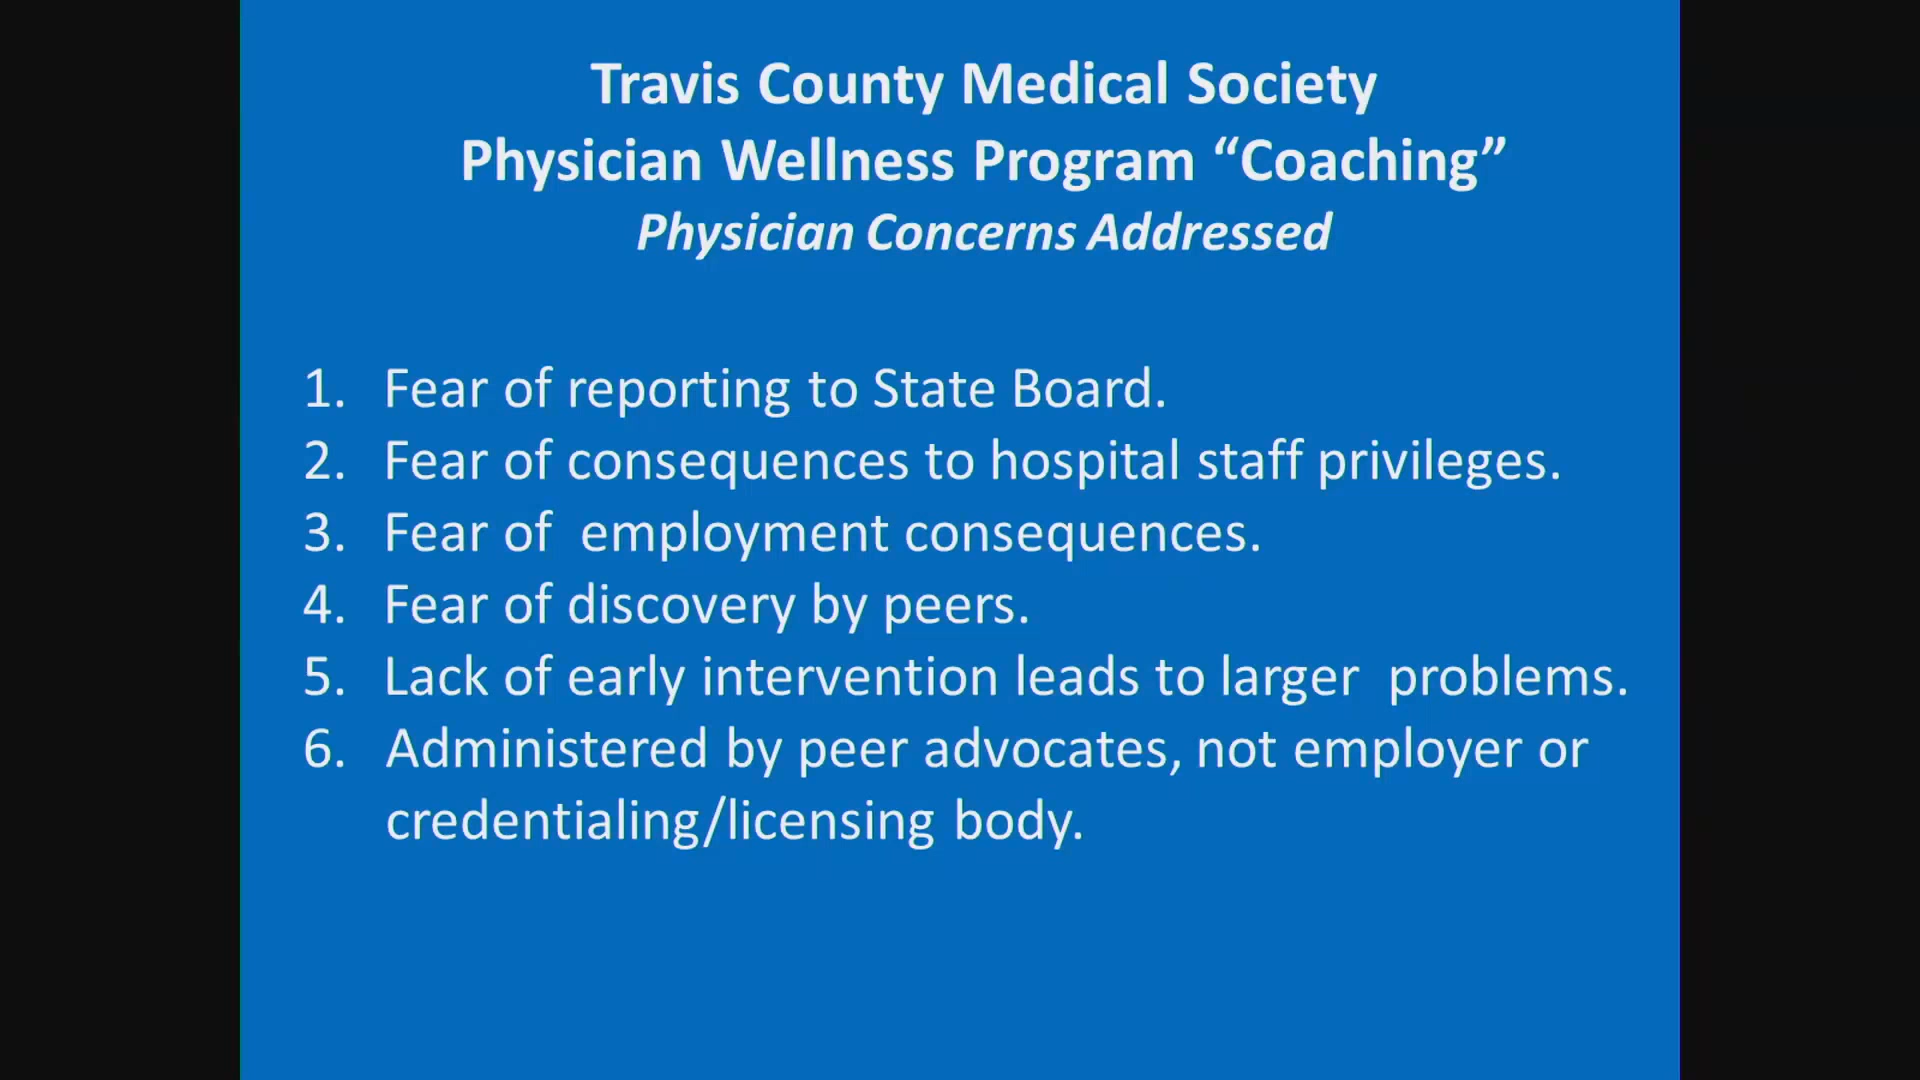 Travis County Medical Society
Physician Wellness Program “Coaching”
Physician Concerns Addressed
1. Fear of reporting to State Board.
2. Fear of consequences to hospital staff privileges.
3. Fear of  employment consequences.
4. Fear of discovery by peers.
5. Lack of early intervention leads to larger  problems.
6. Administered by peer advocates, not employer or
credentialing/licensing body.